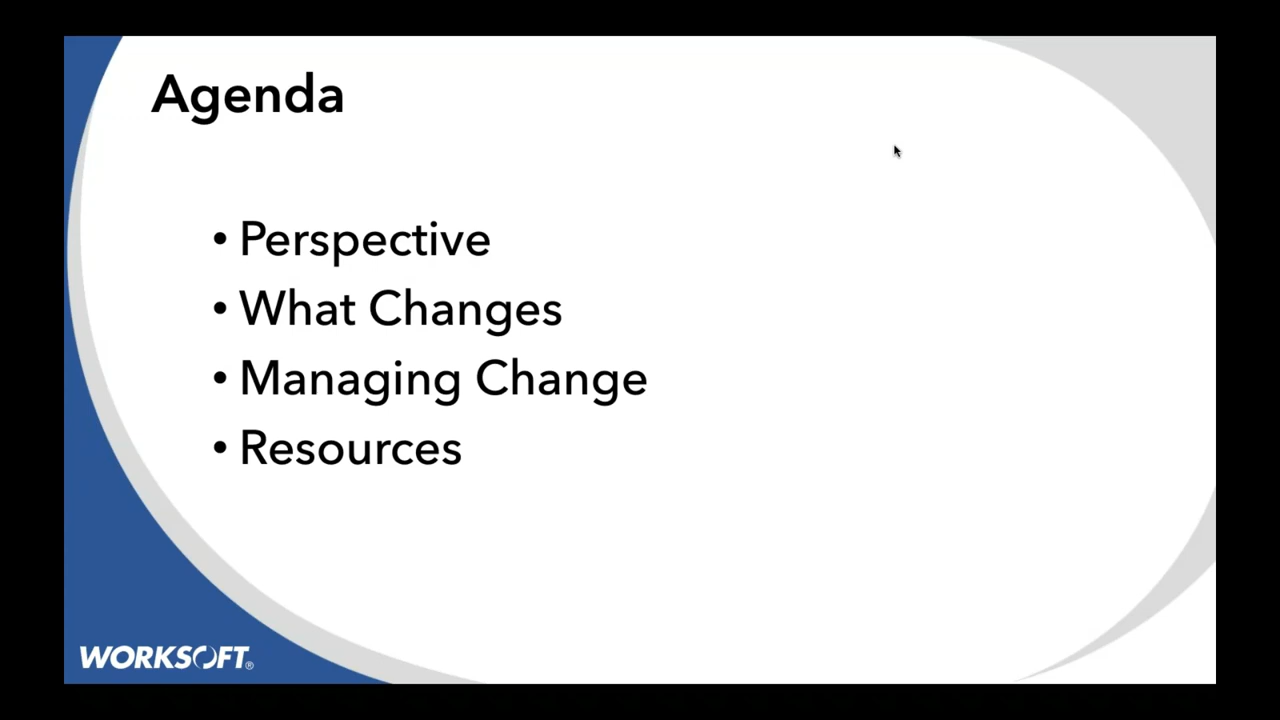 Agenda
• Perspective
• What Changes
• Managing Change
• Resources
WORKSOFT®